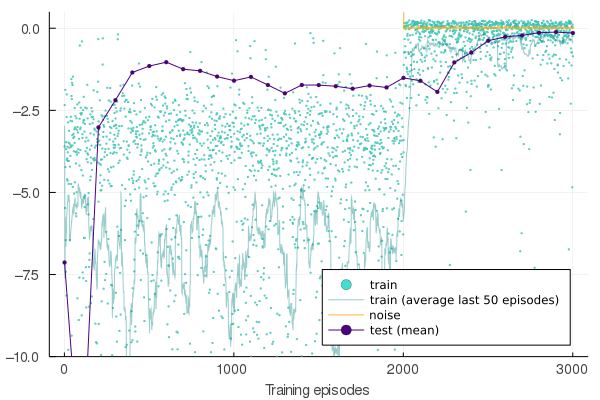 0.0
−2.5
−5.0
−7.5
−10.0
0 1000 2000 3000
Training episodes
train
train (average last 50 episodes)
noise
test (mean)